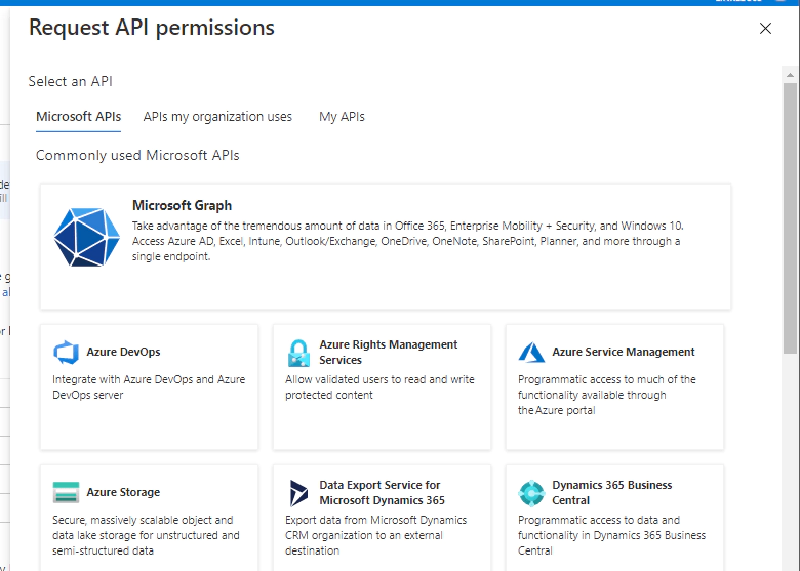 Request API permissions
Select an API
Microsoft APIs
APIs my organization uses
My APIs
Commonly used Microsoft APIs
Microsoft Graph
Take advantage of the tremendous amount of data in Office 365, Enterprise Mobility + Security, and Windows 10.
Access Azure AD, Excel, Intune, Outlook/Exchange, OneDrive, OneNote, SharePoint, Planner, and more through a
single endpoint.
Azure DevOps
Integrate with Azure DevOps and Azure
DevOps server
Azure Rights Management
Services
Allow validated users to read and write
protected content
Azure Service Management
Programmatic access to much of the
functionality available through
the Azure portal
Azure Storage
Secure, massively scalable object and
data lake storage for unstructured and
semi-structured data
Data Export Service for
Microsoft Dynamics 365
Export data from Microsoft Dynamics
CRM organization to an external
destination
Dynamics 365 Business
Central
Programmatic access to data and
functionality in Dynamics 365 Business
Central